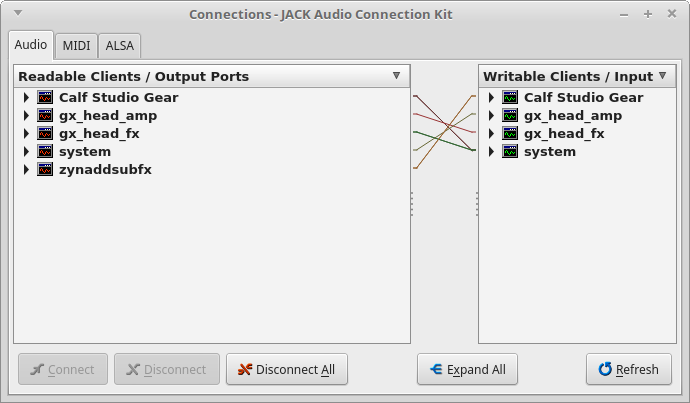 Connections - JACK Audio Connection Kit
Audio MIDI ALSA
Readable Clients / Output Ports
Calf Studio Gear
gx_head_amp
gx_head_fx
system
zynaddsubfx
Writable Clients / Input
Calf Studio Gear
gx_head_amp
gx_head_fx
system
Connect Disconnect Disconnect All Expand All Refresh